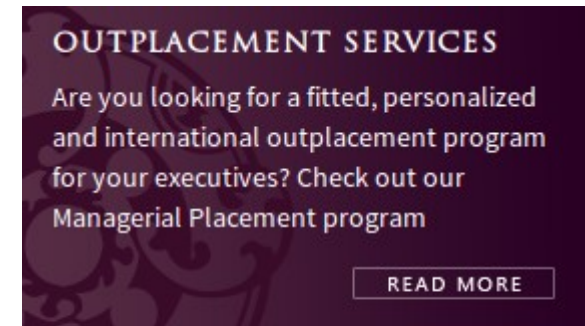 OUTPLACEMENT SERVICES
Are you looking for a fitted, personalized
and international outplacement program
for your executives? Check out our
Managerial Placement program
READ MORE